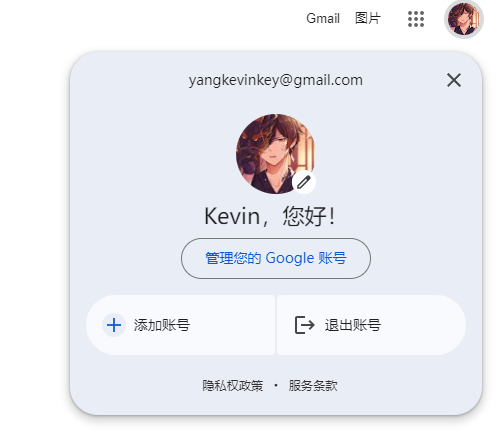 Gmail 图片
yangkevinkey@gmail.com
Kevin，您好！
管理您的 Google 账号
添加账号 退出账号
隐私权政策 • 服务条款